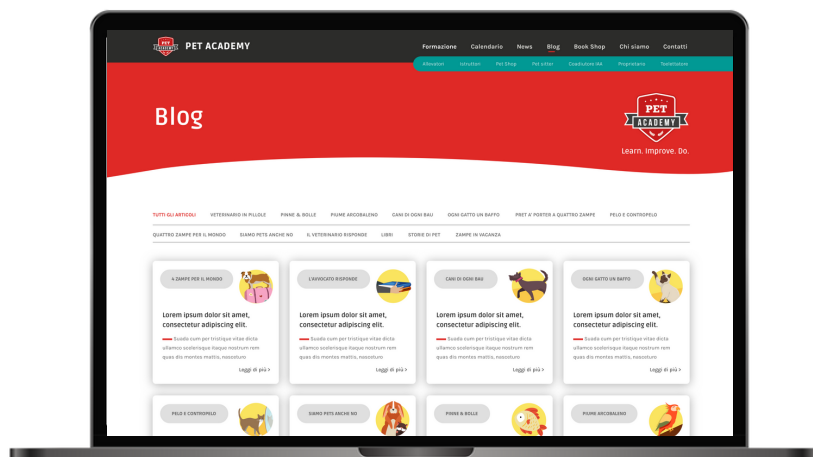 PET ACADEMY
PET ACADEMY
Formazione Calendario News Blog Book Shop Chi siamo Contatti
Allevatori Istruttori Pet Shop Pet sitter Coadiutore IAA Proprietario Toelettatore
Blog
PET
ACADEMY
Learn. Improve. Do.
TUTTI GLI ARTICOLI VETERINARIO IN PILLOLE PINNE & BOLLE PIUME ARCOBALENO CANI DI OGNI BAU OGNI GATTO UN BAFFO PRET A' PORTER A QUATTRO ZAMPE PELO E CONTROPELO
QUATTRO ZAMPE PER IL MONDO SIAMO PETS ANCHE NO IL VETERINARIO RISPONDE LIBRI STORIE DI PET ZAMPE IN VACANZA
4 ZAMPE PER IL MONDO
Lorem ipsum dolor sit amet,
consectetur adipiscing elit.
Suada cum per tristique vitae dicta
ullamco scelerisque itaque nostrum rem
quas dis montes mattis, nascetura
Leggi di più >
L'AVVOCATO RISPONDE
Lorem ipsum dolor sit amet,
consectetur adipiscing elit.
Suada cum per tristique vitae dicta
ullamco scelerisque itaque nostrum rem
quas dis montes mattis, nascetura
Leggi di più >
CANI DI OGNI BAU
Lorem ipsum dolor sit amet,
consectetur adipiscing elit.
Suada cum per tristique vitae dicta
ullamco scelerisque itaque nostrum rem
quas dis montes mattis, nascetura
Leggi di più >
OGNI GATTO UN BAFFO
Lorem ipsum dolor sit amet,
consectetur adipiscing elit.
Suada cum per tristique vitae dicta
ullamco scelerisque itaque nostrum rem
quas dis montes mattis, nascetura
Leggi di più >
PELO E CONTROPELO
SIAMO PETS ANCHE NO
PINNE & BOLLE
PIUME ARCOBALENO